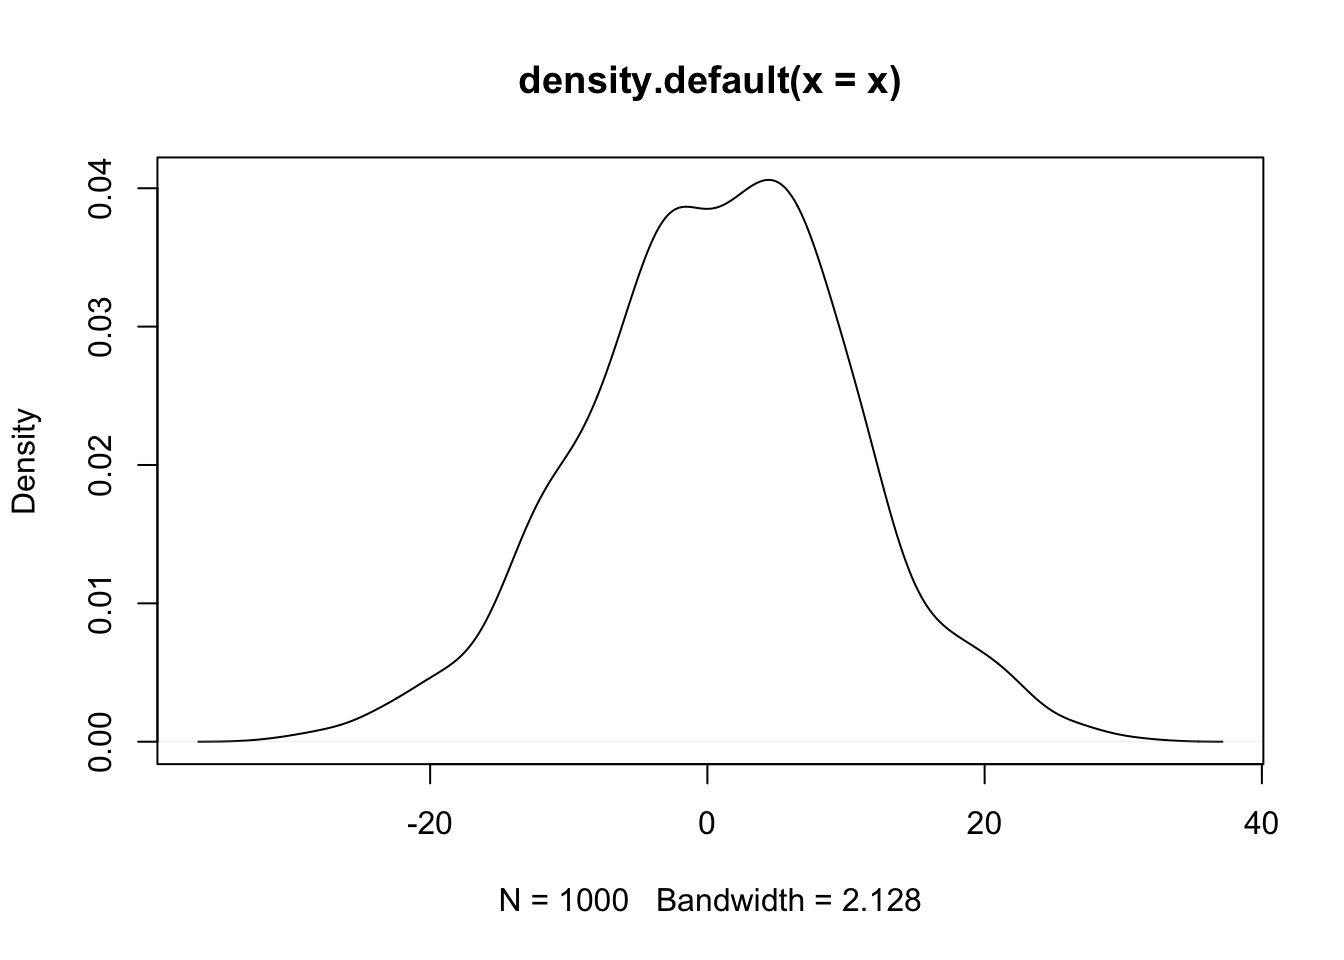 density.default(x = x)
Density
0.04
0.03
0.02
0.01
0.00
-20 0 20 40
N = 1000 Bandwidth = 2.128